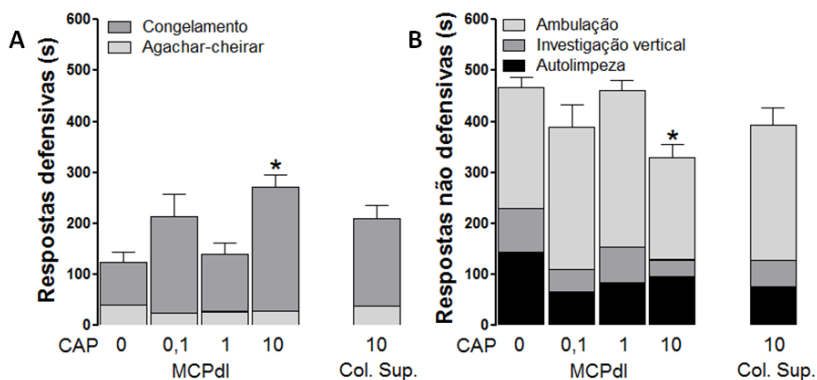 A
Respostas defensivas (s)
600
500
400
300
200
100
0
Congelamento
Agachar-cheirar
*
CAP 0 0,1 1 10 10
MCPdl Col. Sup.
B
Respostas não defensivas (s)
600
500
400
300
200
100
0
Ambulação
Investigação vertical
Autolimpeza
*
CAP 0 0,1 1 10 10
MCPdl Col. Sup.